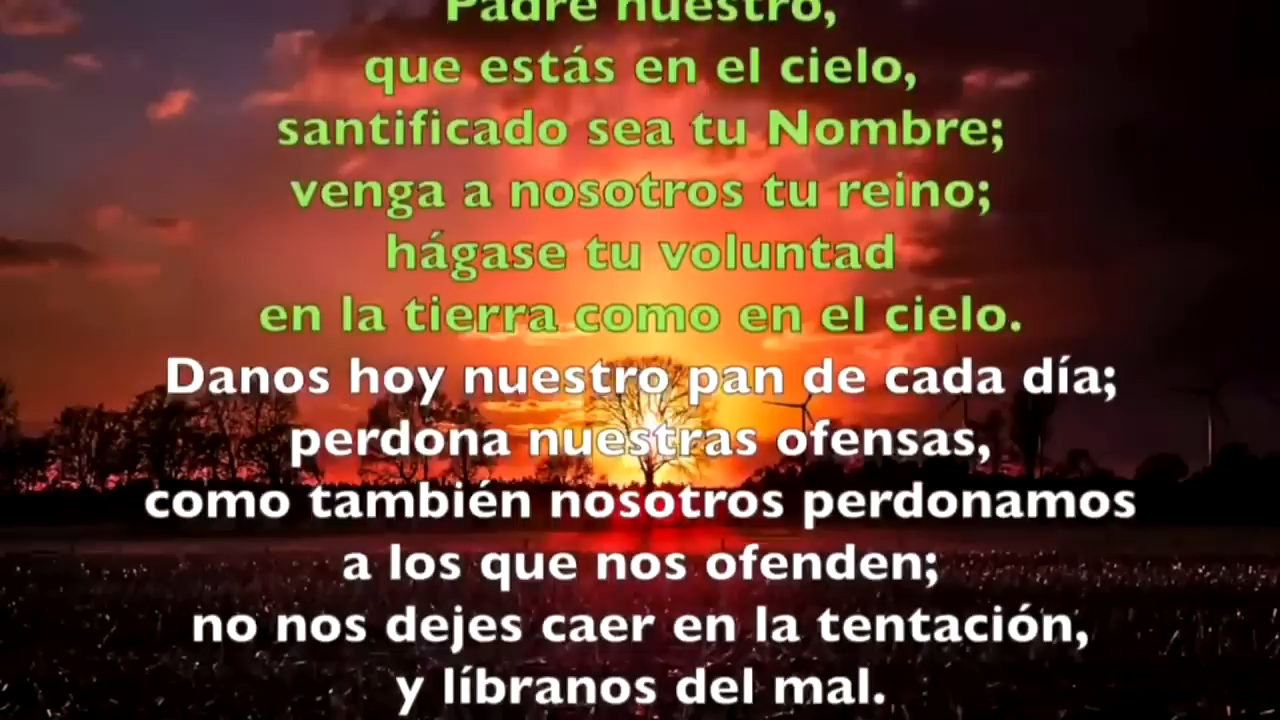 Padre nuestro,
que estás en el cielo,
santificado sea tu Nombre;
venga a nosotros tu reino;
hágase tu voluntad
en la tierra como en el cielo.
Danos hoy nuestro pan de cada día;
perdona nuestras ofensas,
como también nosotros perdonamos
a los que nos ofenden;
no nos dejes caer en la tentación,
y líbranos del mal.